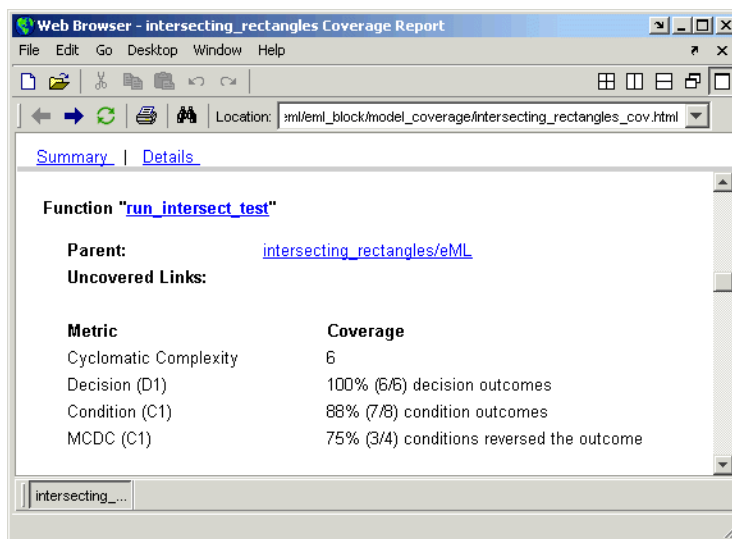 Web Browser - intersecting_rectangles Coverage Report
File Edit Go Desktop Window Help
Location: eml/eml_block/model_coverage/intersecting_rectangles_cov.html
Summary | Details
Function "run_intersect_test"
Parent: intersecting_rectangles/eML
Uncovered Links:
Metric Coverage
Cyclomatic Complexity 6
Decision (D1) 100% (6/6) decision outcomes
Condition (C1) 88% (7/8) condition outcomes
MCDC (C1) 75% (3/4) conditions reversed the outcome
intersecting_...